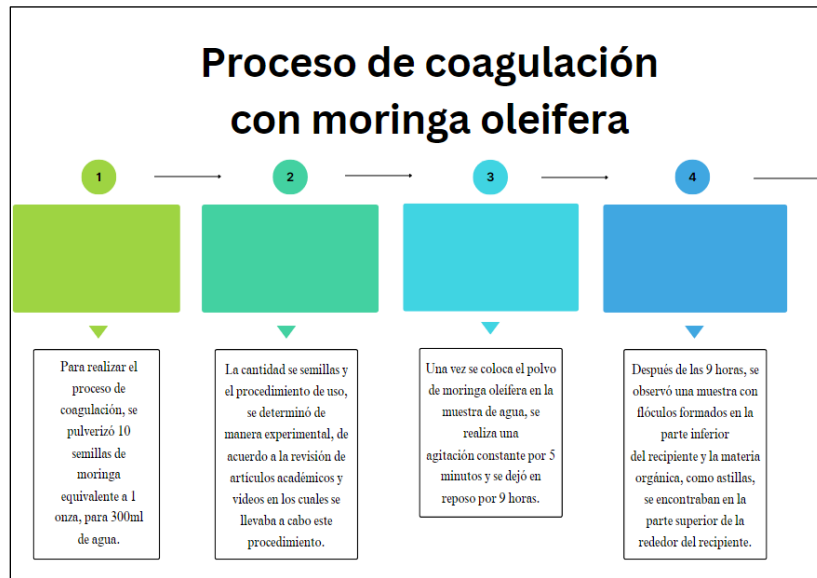 Proceso de coagulación
con moringa oleifera
1
2
3
4
Para realizar el
proceso de
coagulación, se
pulverizó 10
semillas de
moringa
equivalente a 1
onza, para 300ml
de agua.
La cantidad se semillas y
el procedimiento de uso,
se determinó de
manera experimental, de
acuerdo a la revisión de
artículos académicos y
videos en los cuales se
llevaba a cabo este
procedimiento.
Una vez se coloca el polvo
de moringa oleífera en la
muestra de agua, se
realiza una
agitación constante por 5
minutos y se dejó en
reposo por 9 horas.
Después de las 9 horas, se
observó una muestra con
flóculos formados en la
parte inferior
del recipiente y la materia
orgánica, como astillas,
se encontraban en la
parte superior de la
rededor del recipiente.